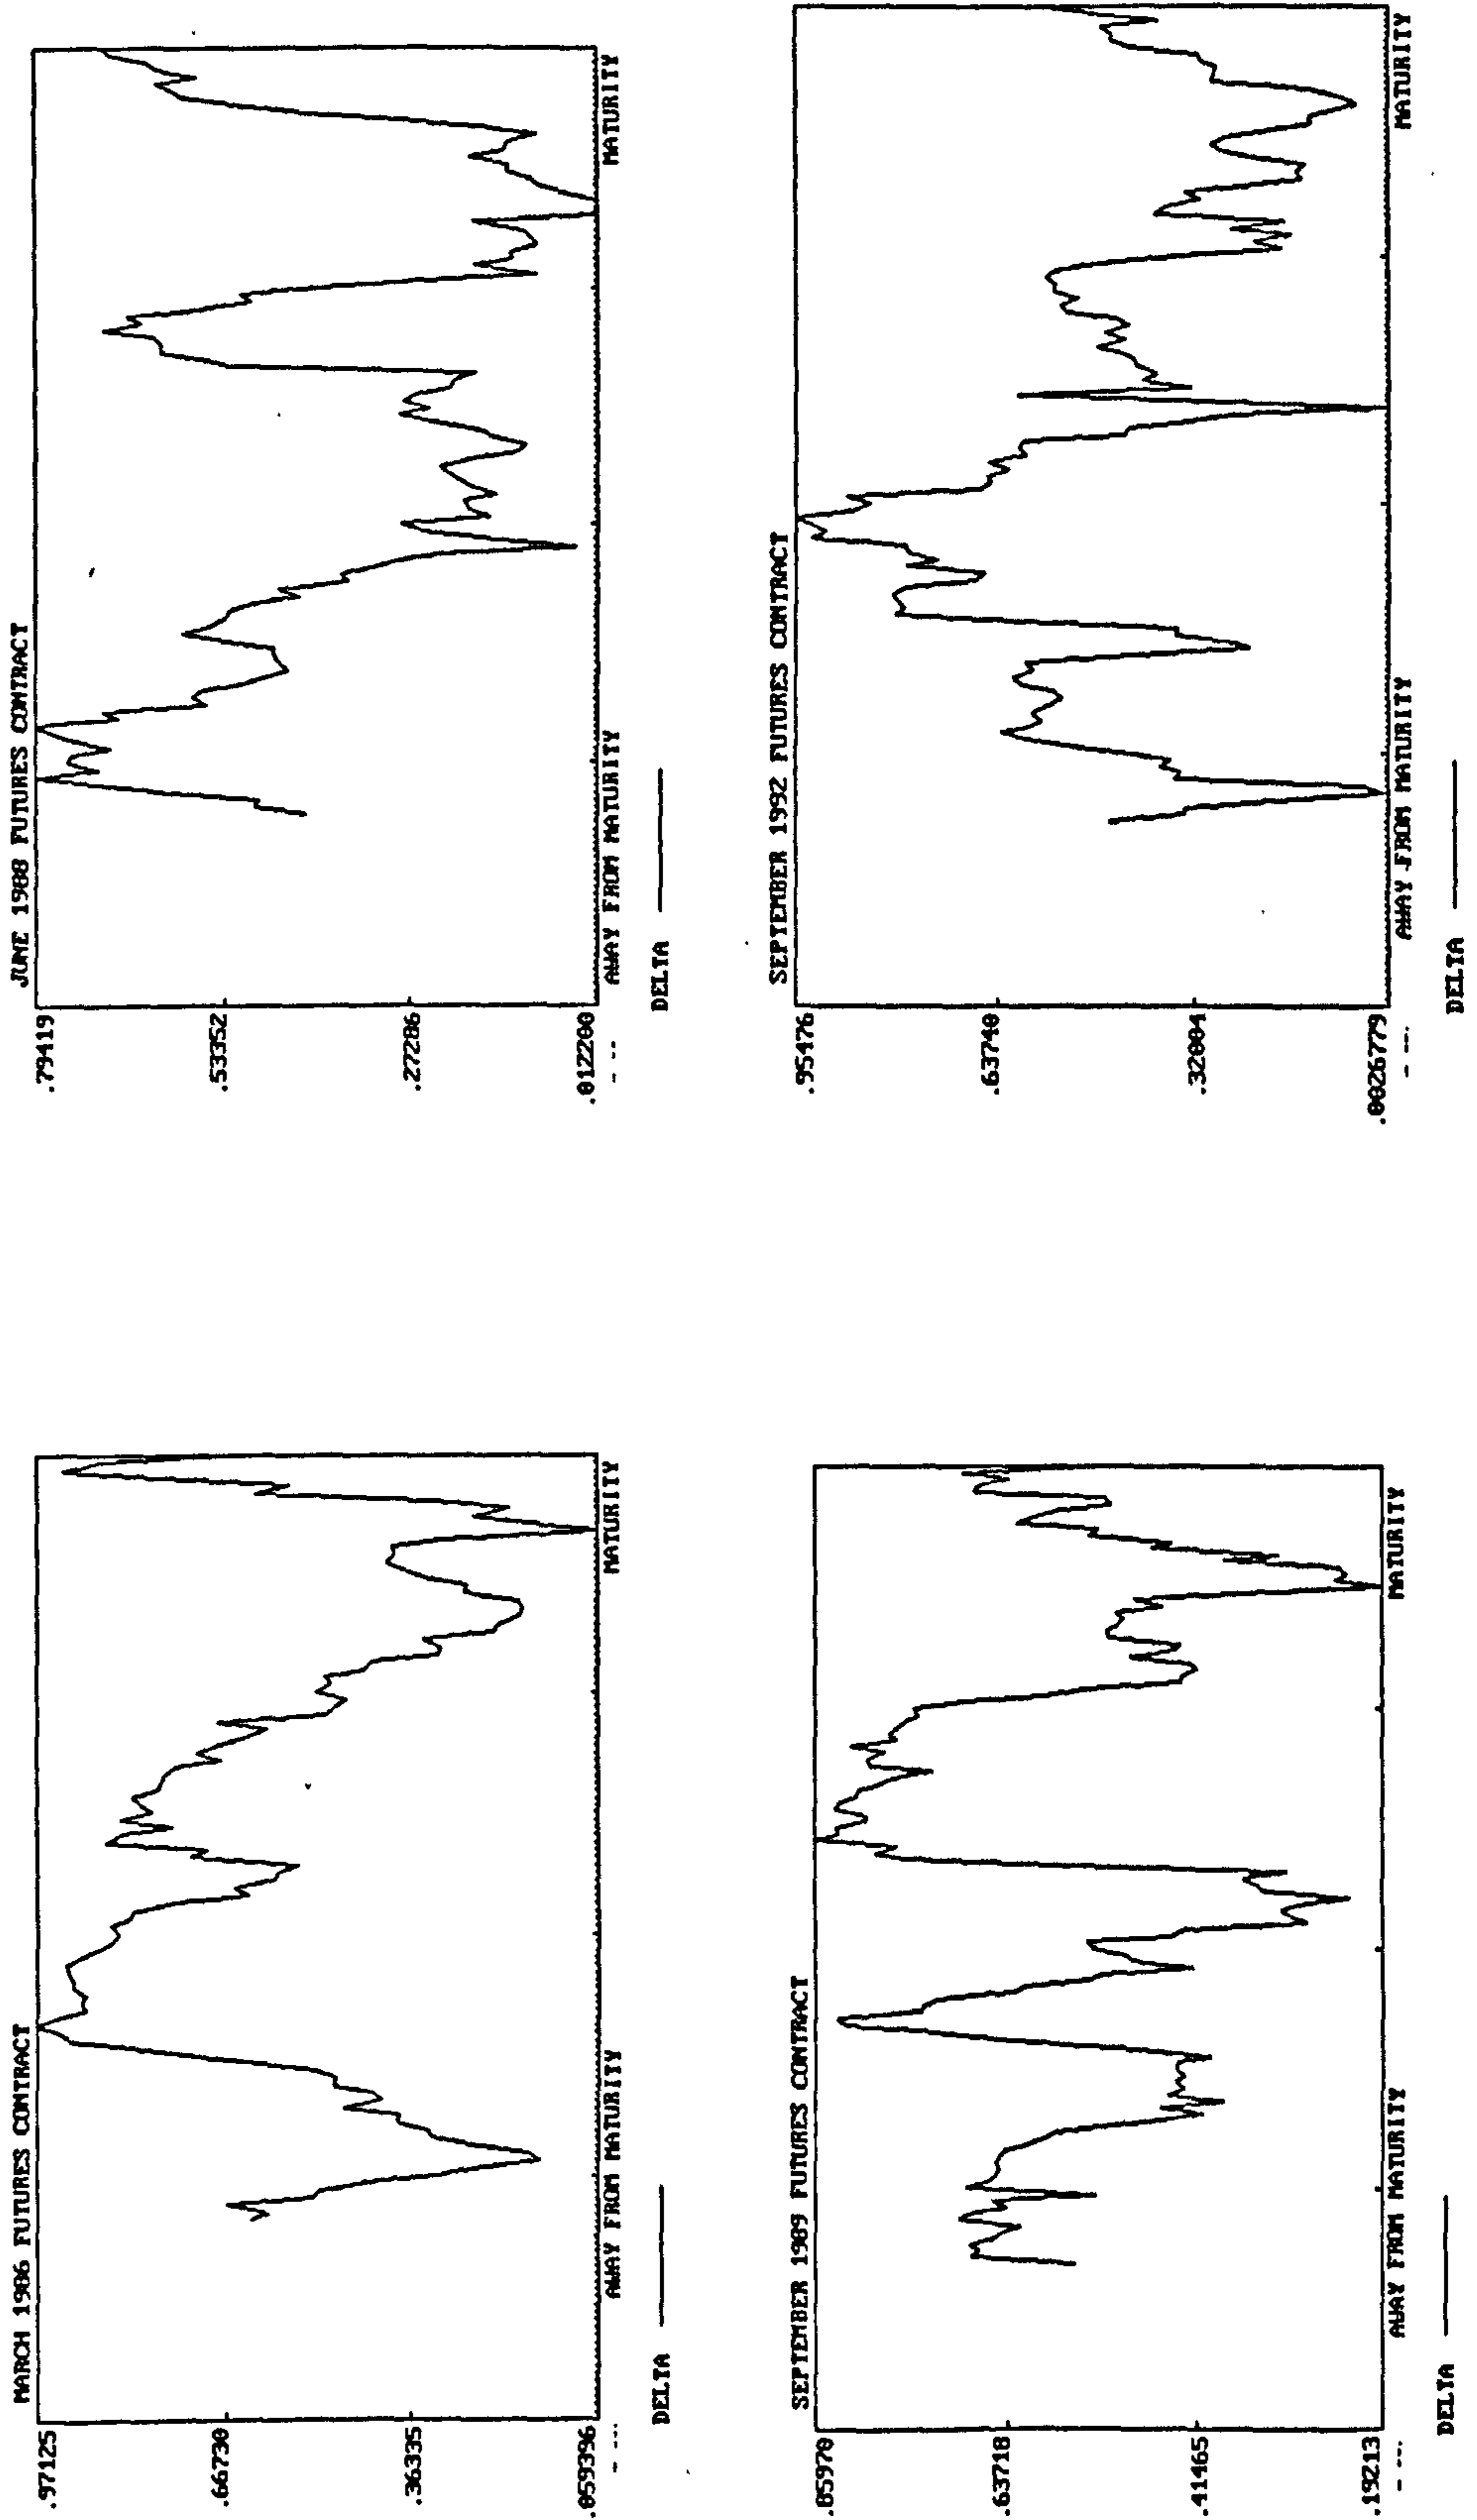 MARCH 1986 FUTURES CONTRACT
.97125
.66730
.36335
.059396
AWAY FROM MATURITY
MATURITY
DELTA
JUNE 1988 FUTURES CONTRACT
.79419
.53352
.27286
.012200
AWAY FROM MATURITY
MATURITY
DELTA
SEPTEMBER 1989 FUTURES CONTRACT
.85970
.63718
.41465
.19213
AWAY FROM MATURITY
MATURITY
DELTA
SEPTEMBER 1992 FUTURES CONTRACT
.95476
.63740
.32004
.0026779
AWAY FROM MATURITY
MATURITY
DELTA